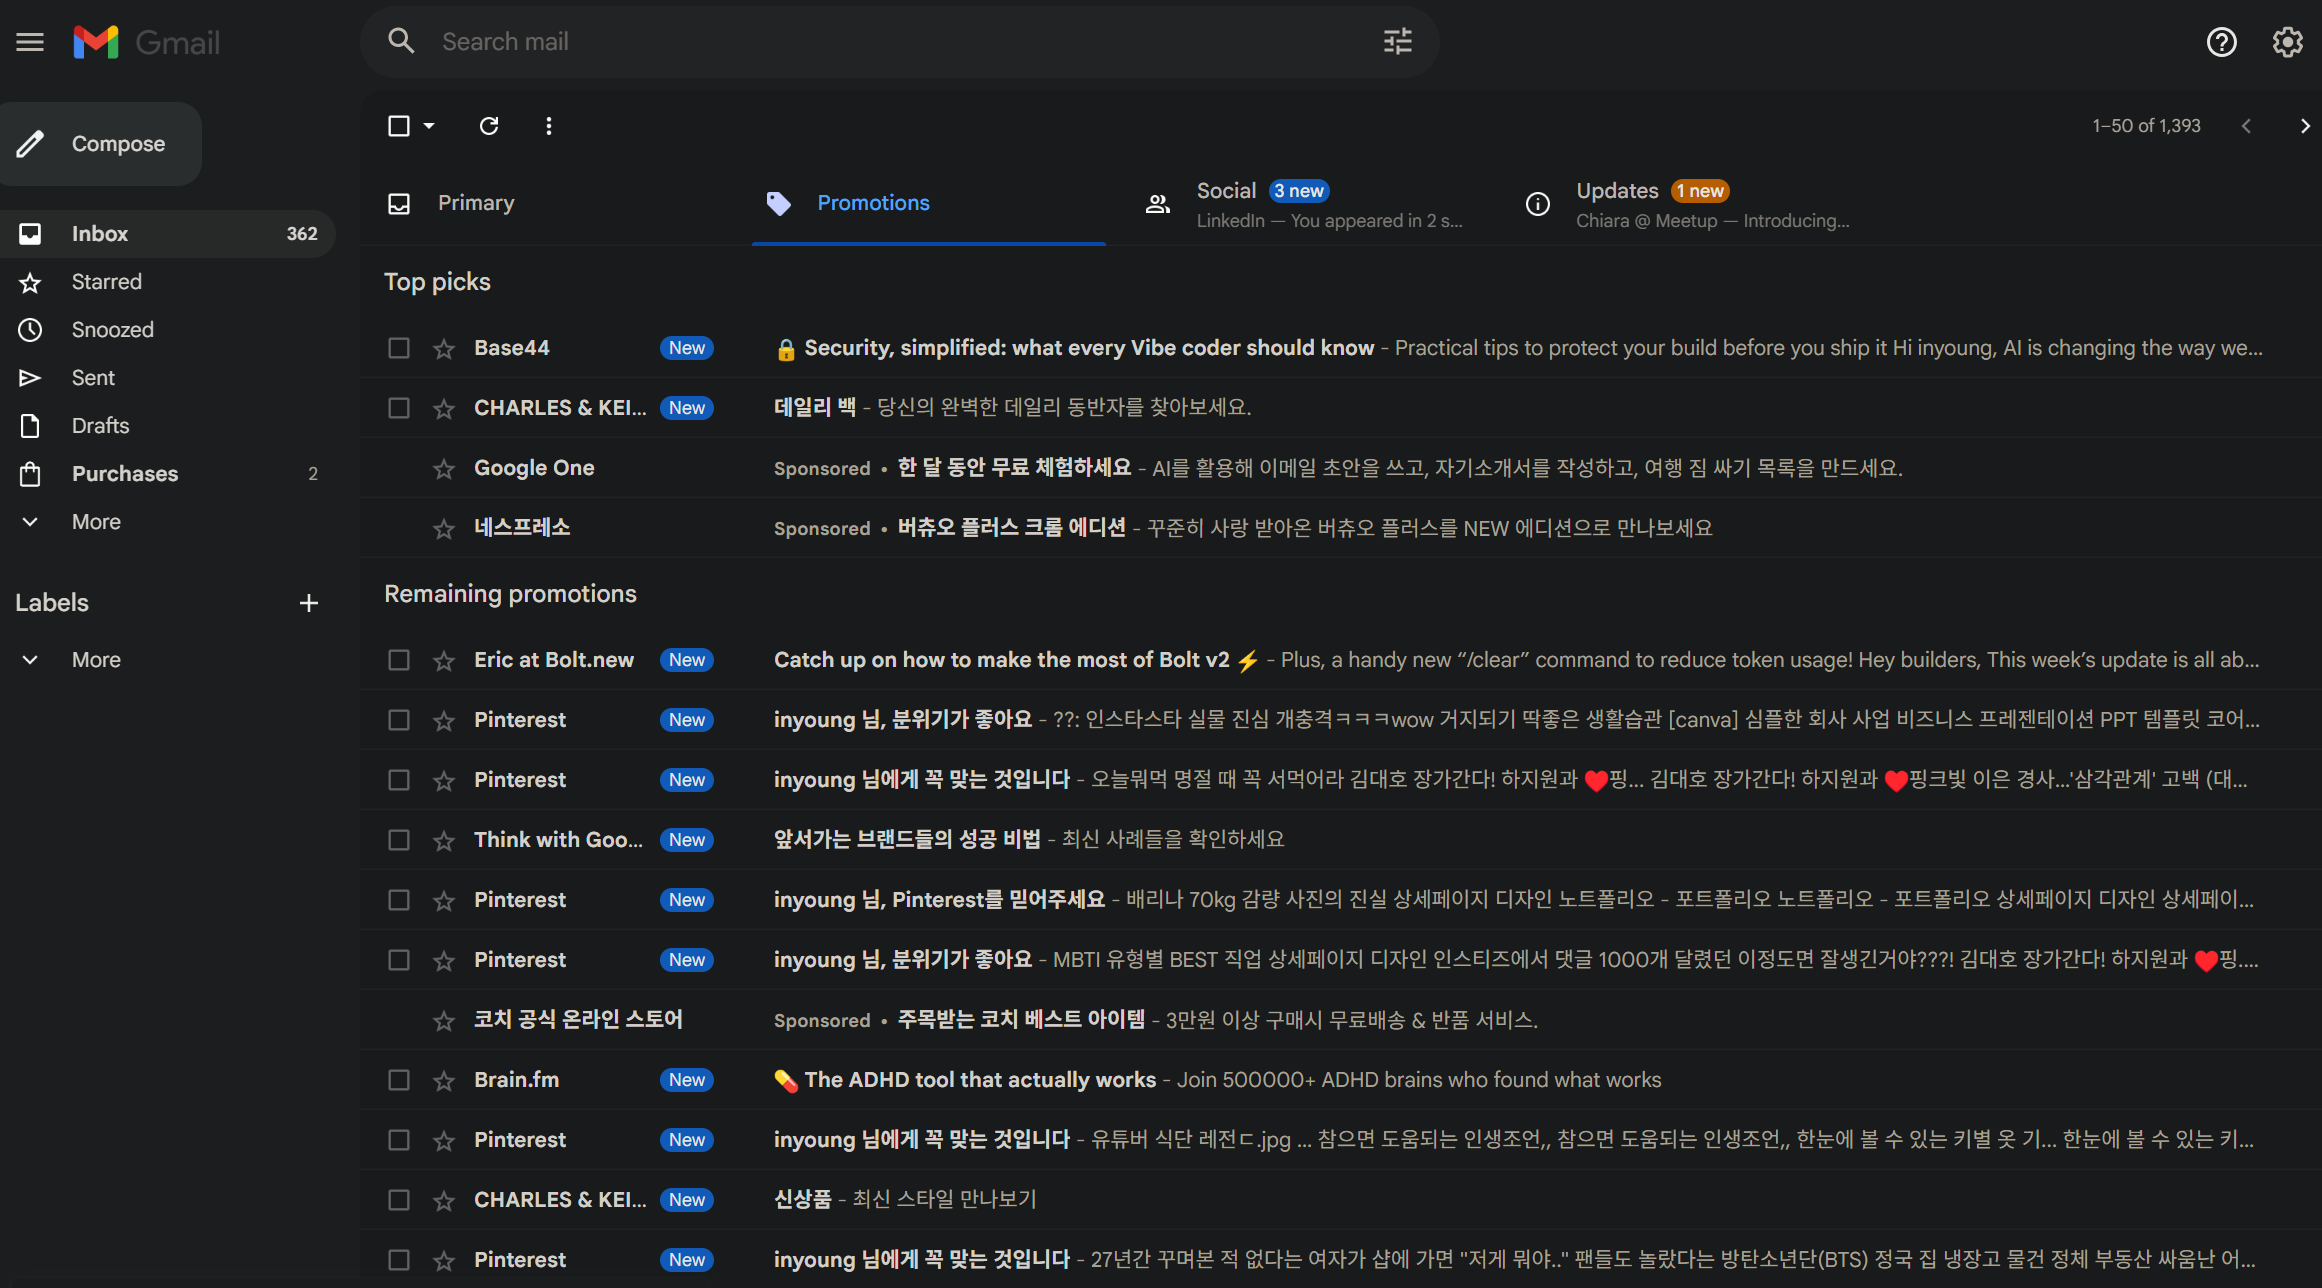 Gmail
Search mail
Compose
Inbox 362
Starred
Snoozed
Sent
Drafts
Purchases 2
More
Labels
More
1–50 of 1,393
Primary
Promotions
Social 3 new
LinkedIn — You appeared in 2 s...
Updates 1 new
Chiara @ Meetup — Introducing...
Top picks
Base44 New 🔒 Security, simplified: what every Vibe coder should know - Practical tips to protect your build before you ship it Hi inyoung, AI is changing the way we...
CHARLES & KEI... New 데일리 백 - 당신의 완벽한 데일리 동반자를 찾아보세요.
Google One Sponsored • 한 달 동안 무료 체험하세요 - AI를 활용해 이메일 초안을 쓰고, 자기소개서를 작성하고, 여행 짐 싸기 목록을 만드세요.
네스프레소 Sponsored • 버츄오 플러스 크롬 에디션 - 꾸준히 사랑 받아온 버츄오 플러스를 NEW 에디션으로 만나보세요
Remaining promotions
Eric at Bolt.new New Catch up on how to make the most of Bolt v2 ⚡ - Plus, a handy new “/clear” command to reduce token usage! Hey builders, This week’s update is all ab...
Pinterest New inyoung 님, 분위기가 좋아요 - ??: 인스타스타 실물 진심 개충격ㅋㅋㅋwow 거지되기 딱좋은 생활습관 [canva] 심플한 회사 사업 비즈니스 프레젠테이션 PPT 템플릿 코어...
Pinterest New inyoung 님에게 꼭 맞는 것입니다 - 오늘뭐먹 명절 때 꼭 서먹어라 김대호 장가간다! 하지원과 ♥핑... 김대호 장가간다! 하지원과 ♥핑크빛 이은 경사...'삼각관계' 고백 (대...
Think with Goo... New 앞서가는 브랜드들의 성공 비법 - 최신 사례들을 확인하세요
Pinterest New inyoung 님, Pinterest를 믿어주세요 - 배리나 70kg 감량 사진의 진실 상세페이지 디자인 노트폴리오 - 포트폴리오 노트폴리오 - 포트폴리오 상세페이지 디자인 상세페이...
Pinterest New inyoung 님, 분위기가 좋아요 - MBTI 유형별 BEST 직업 상세페이지 디자인 인스티즈에서 댓글 1000개 달렸던 이정도면 잘생긴거야???! 김대호 장가간다! 하지원과 ♥핑....
코치 공식 온라인 스토어 Sponsored • 주목받는 코치 베스트 아이템 - 3만원 이상 구매시 무료배송 & 반품 서비스.
Brain.fm New 💊 The ADHD tool that actually works - Join 500000+ ADHD brains who found what works
Pinterest New inyoung 님에게 꼭 맞는 것입니다 - 유튜버 식단 레전ㄷ.jpg ... 참으면 도움되는 인생조언,, 참으면 도움되는 인생조언,, 한눈에 볼 수 있는 키별 옷 기... 한눈에 볼 수 있는 키...
CHARLES & KEI... New 신상품 - 최신 스타일 만나보기
Pinterest New inyoung 님에게 꼭 맞는 것입니다 - 27년간 꾸며본 적 없다는 여자가 샵에 가면 "저게 뭐야.." 팬들도 놀랐다는 방탄소년단(BTS) 정국 집 냉장고 물건 정체 부동산 싸움난 어...